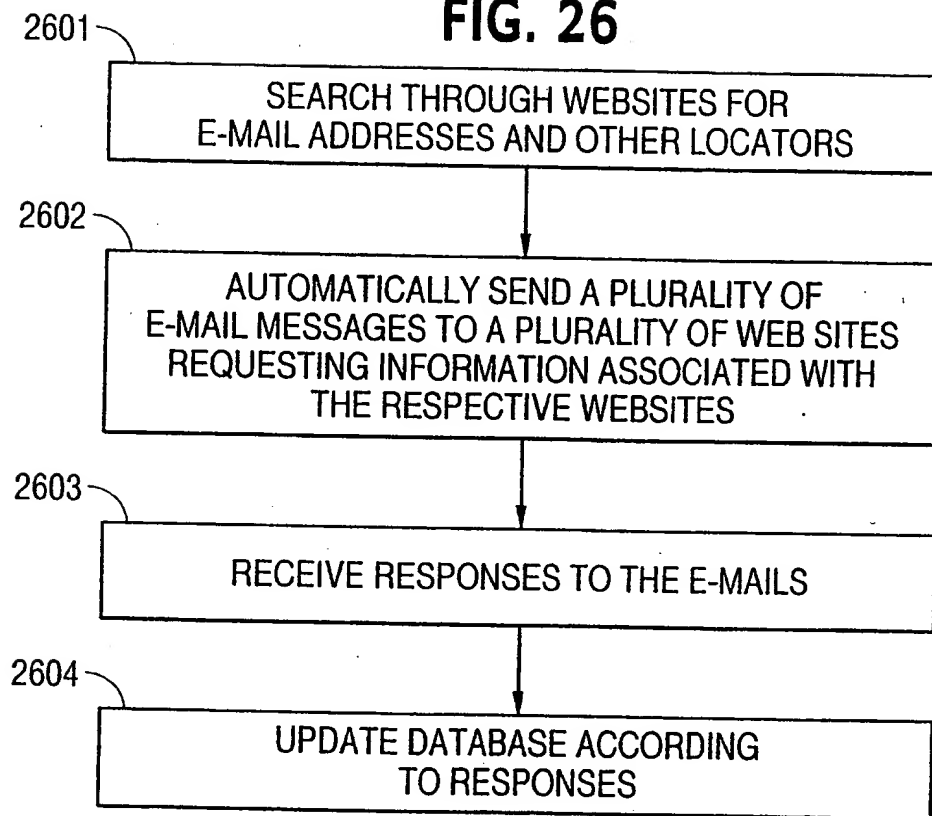 FIG. 26
2601
SEARCH THROUGH WEBSITES FOR
E-MAIL ADDRESSES AND OTHER LOCATORS
2602
AUTOMATICALLY SEND A PLURALITY OF
E-MAIL MESSAGES TO A PLURALITY OF WEB SITES
REQUESTING INFORMATION ASSOCIATED WITH
THE RESPECTIVE WEBSITES
2603
RECEIVE RESPONSES TO THE E-MAILS
2604
UPDATE DATABASE ACCORDING
TO RESPONSES